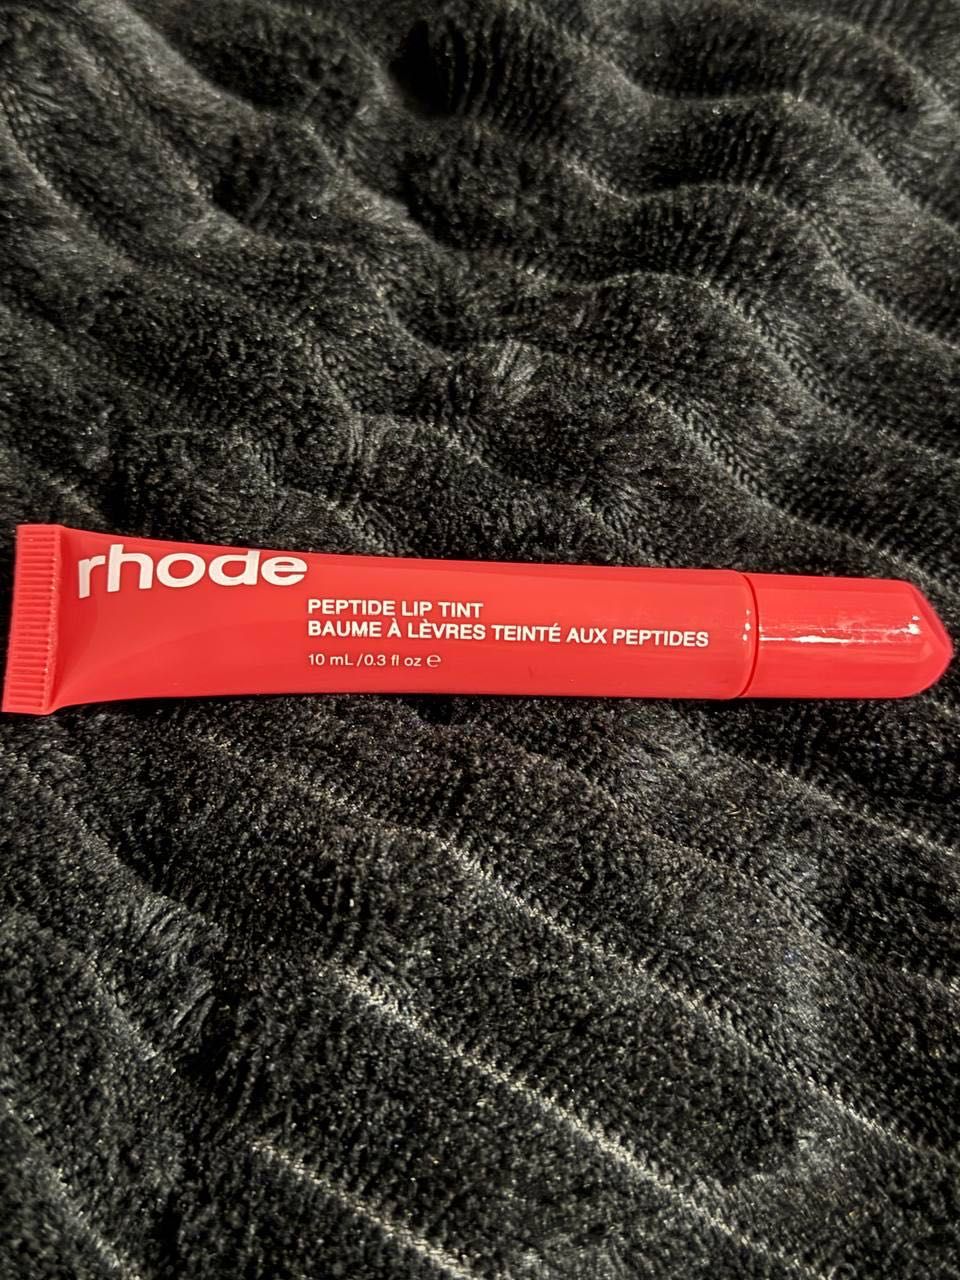 rhode
PEPTIDE LIP TINT
BAUME À LÈVRES TEINTÉ AUX PEPTIDES
10 mL / 0.3 fl oz ℮